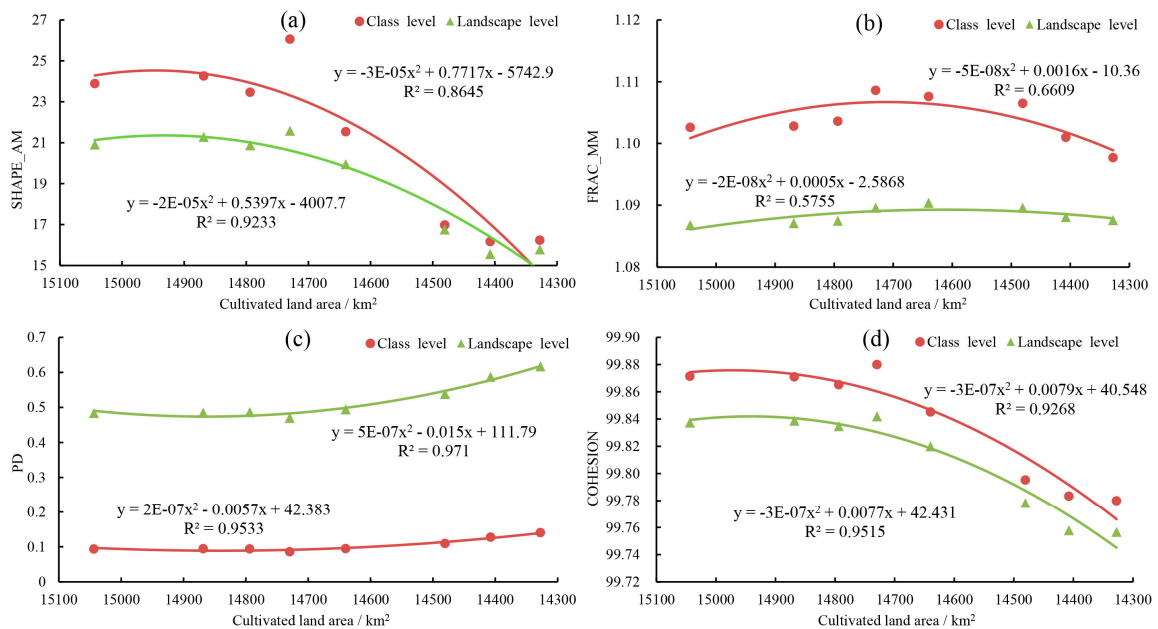 (a)
Class level
Landscape level
27
25
23
21
19
17
15
SHAPE_AM
y = -3E-05x² + 0.7717x - 5742.9
R² = 0.8645
y = -2E-05x² + 0.5397x - 4007.7
R² = 0.9233
15100 15000 14900 14800 14700 14600 14500 14400 14300
Cultivated land area / km²
(b)
Class level
Landscape level
1.12
1.11
1.10
1.09
1.08
FRAC_MM
y = -5E-08x² + 0.0016x - 10.36
R² = 0.6609
y = -2E-08x² + 0.0005x - 2.5868
R² = 0.5755
15100 15000 14900 14800 14700 14600 14500 14400 14300
Cultivated land area / km²
(c)
Class level
Landscape level
0.7
0.6
0.5
0.4
0.3
0.2
0.1
0
PD
y = 5E-07x² - 0.015x + 111.79
R² = 0.971
y = 2E-07x² - 0.0057x + 42.383
R² = 0.9533
15100 15000 14900 14800 14700 14600 14500 14400 14300
Cultivated land area / km²
(d)
Class level
Landscape level
99.90
99.88
99.86
99.84
99.82
99.80
99.78
99.76
99.74
99.72
COHESION
y = -3E-07x² + 0.0079x + 40.548
R² = 0.9268
y = -3E-07x² + 0.0077x + 42.431
R² = 0.9515
15100 15000 14900 14800 14700 14600 14500 14400 14300
Cultivated land area / km²